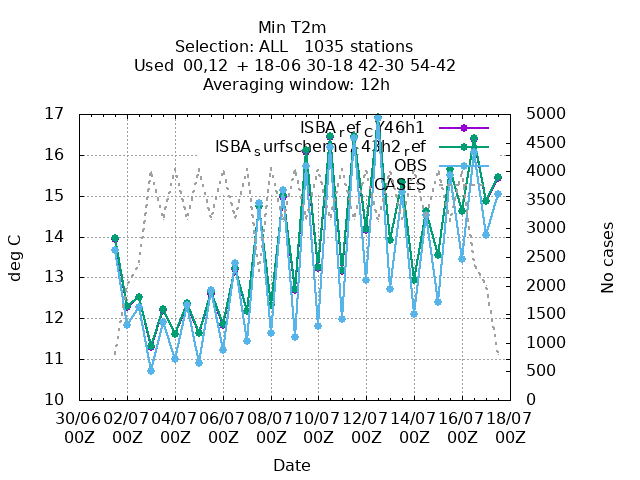 Min T2m
Selection: ALL   1035 stations
Used  00,12  + 18-06 30-18 42-30 54-42
Averaging window: 12h
17
16
15
14
13
12
11
10
deg C
5000
4500
4000
3500
3000
2500
2000
1500
1000
500
0
No cases
ISBA_ref_CY46h1
OBS
CASES
30/06 02/07 04/07 06/07 08/07 10/07 12/07 14/07 16/07 18/07
00Z 00Z 00Z 00Z 00Z 00Z 00Z 00Z 00Z 00Z
Date